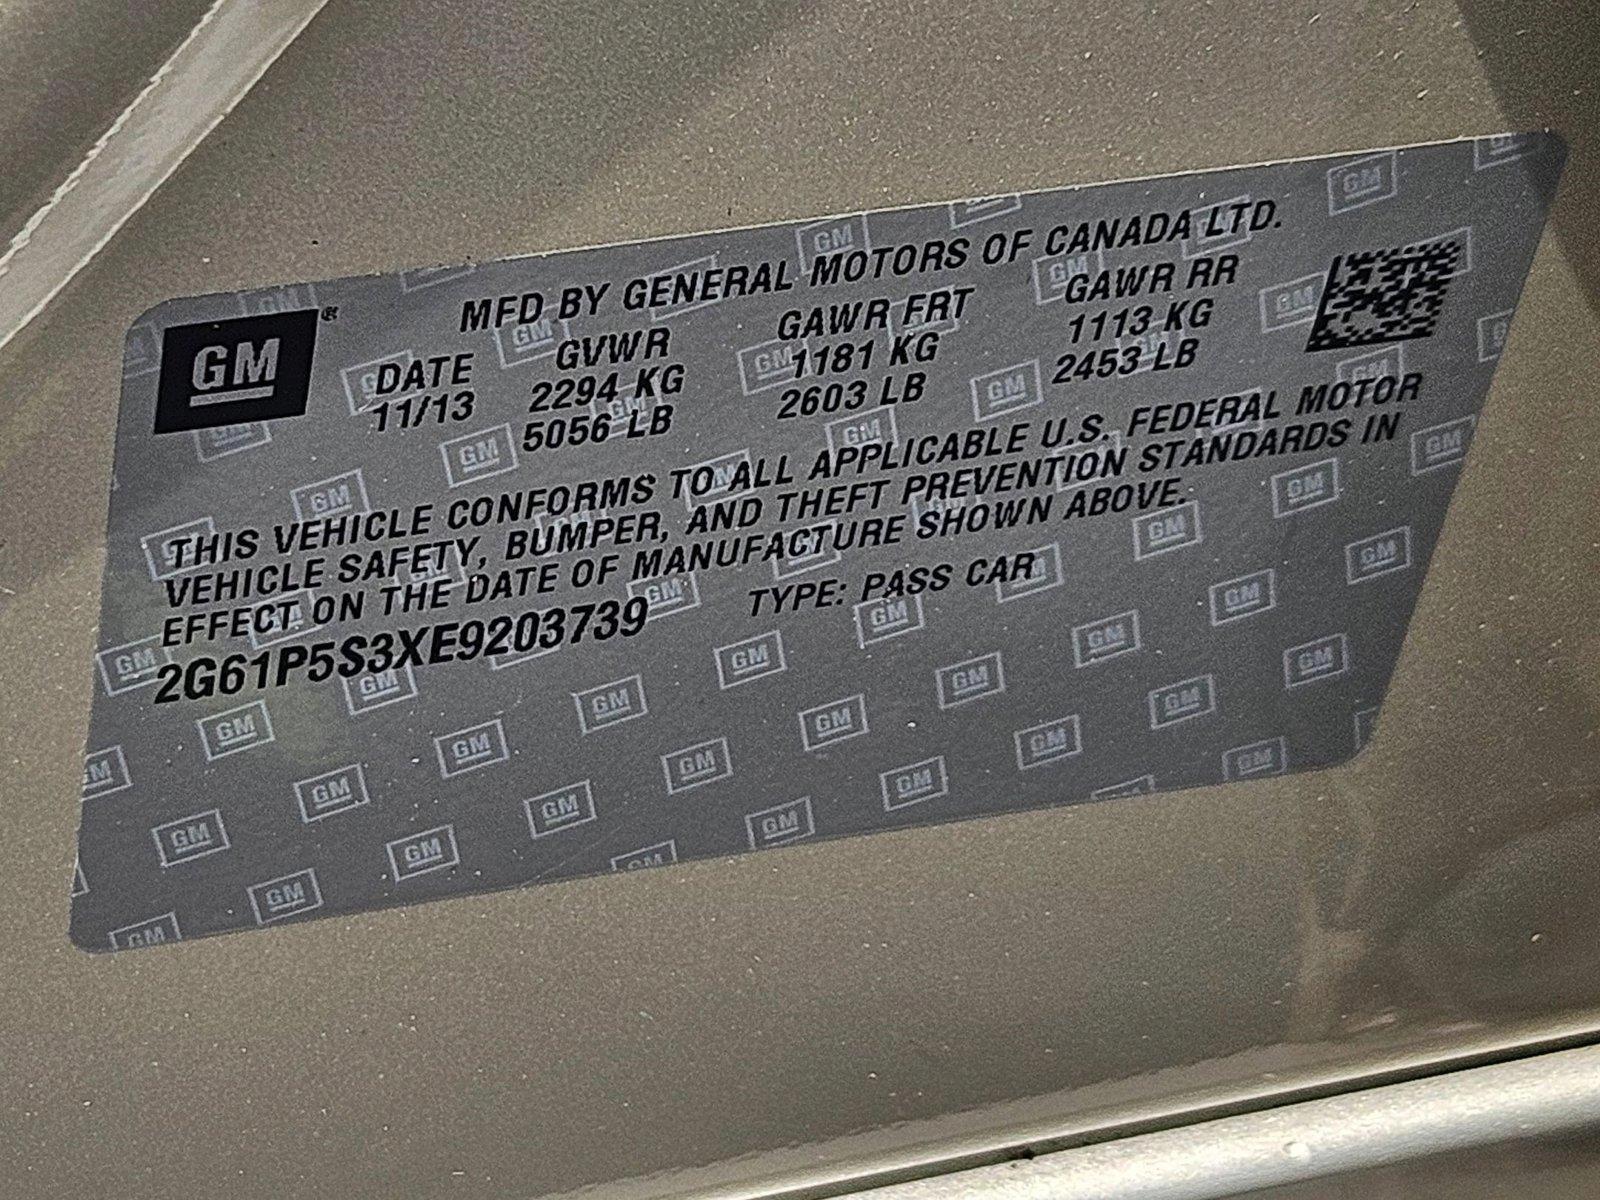 GM
MFD BY GENERAL MOTORS OF CANADA LTD.
DATE GVWR GAWR FRT GAWR RR
11/13 2294 KG 1181 KG 1113 KG
5056 LB 2603 LB 2453 LB
THIS VEHICLE CONFORMS TO ALL APPLICABLE U.S. FEDERAL MOTOR
VEHICLE SAFETY, BUMPER, AND THEFT PREVENTION STANDARDS IN
EFFECT ON THE DATE OF MANUFACTURE SHOWN ABOVE.
2G61P5S3XE9203739 TYPE: PASS CAR